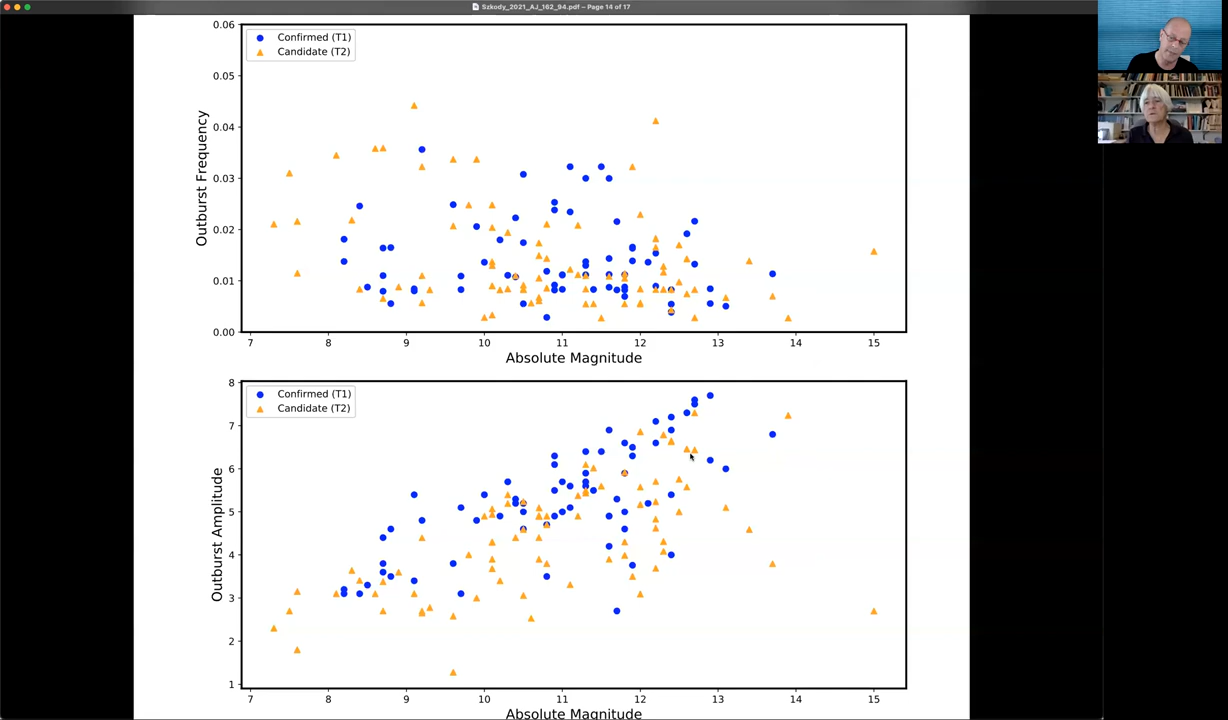 Szkody_2021_AJ_162_94.pdf – Page 14 of 17
0.06
0.05
0.04
0.03
0.02
0.01
0.00
Outburst Frequency
Confirmed (T1)
Candidate (T2)
7 8 9 10 11 12 13 14 15
Absolute Magnitude
8
7
6
5
4
3
2
1
Outburst Amplitude
Confirmed (T1)
Candidate (T2)
7 8 9 10 11 12 13 14 15
Absolute Magnitude